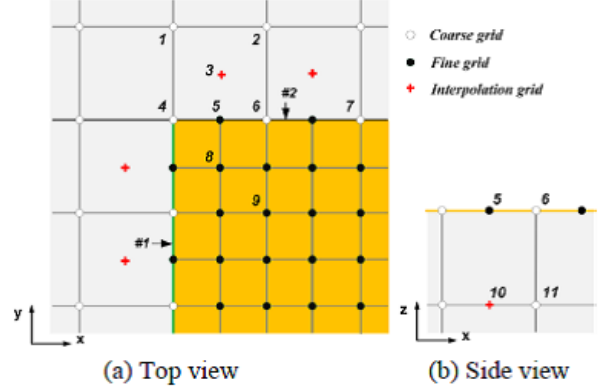 1 2
3
#2
4 5 6 7
8
9
#1
y
x
(a) Top view
Coarse grid
Fine grid
Interpolation grid
5 6
10 11
z
x
(b) Side view